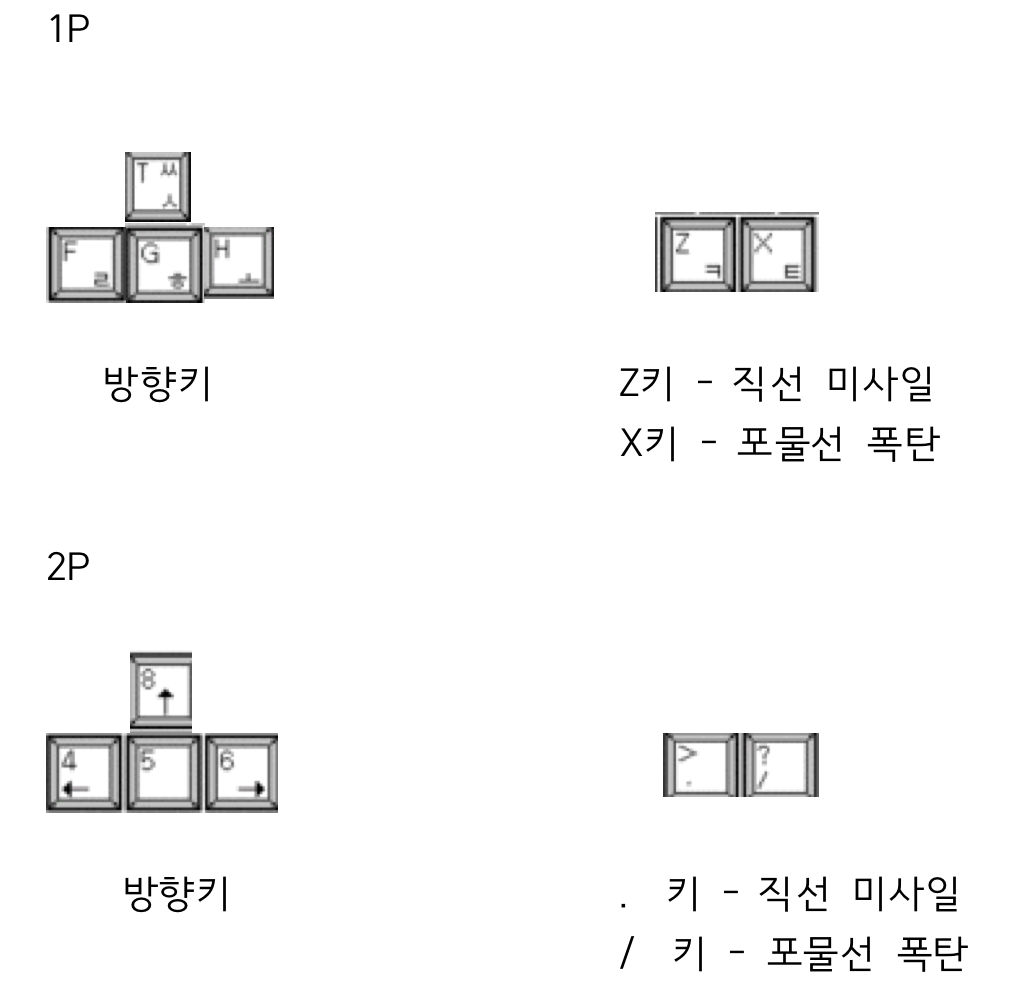 1P
T ㅆ
ㅅ
F ㄹ
G ㅎ
H ㅗ
Z ㅋ
X ㅌ
방향키
Z키 - 직선 미사일
X키 - 포물선 폭탄
2P
8 ↑
4 ←
5
6 →
> .
? /
방향키
. 키 - 직선 미사일
/ 키 - 포물선 폭탄